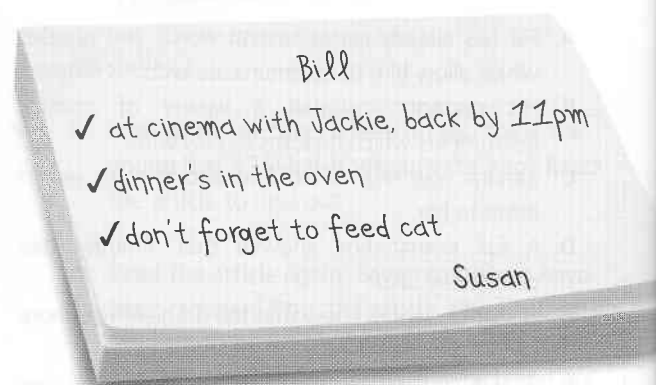 Bill
✓ at cinema with Jackie, back by 11pm
✓ dinner's in the oven
✓ don't forget to feed cat
Susan